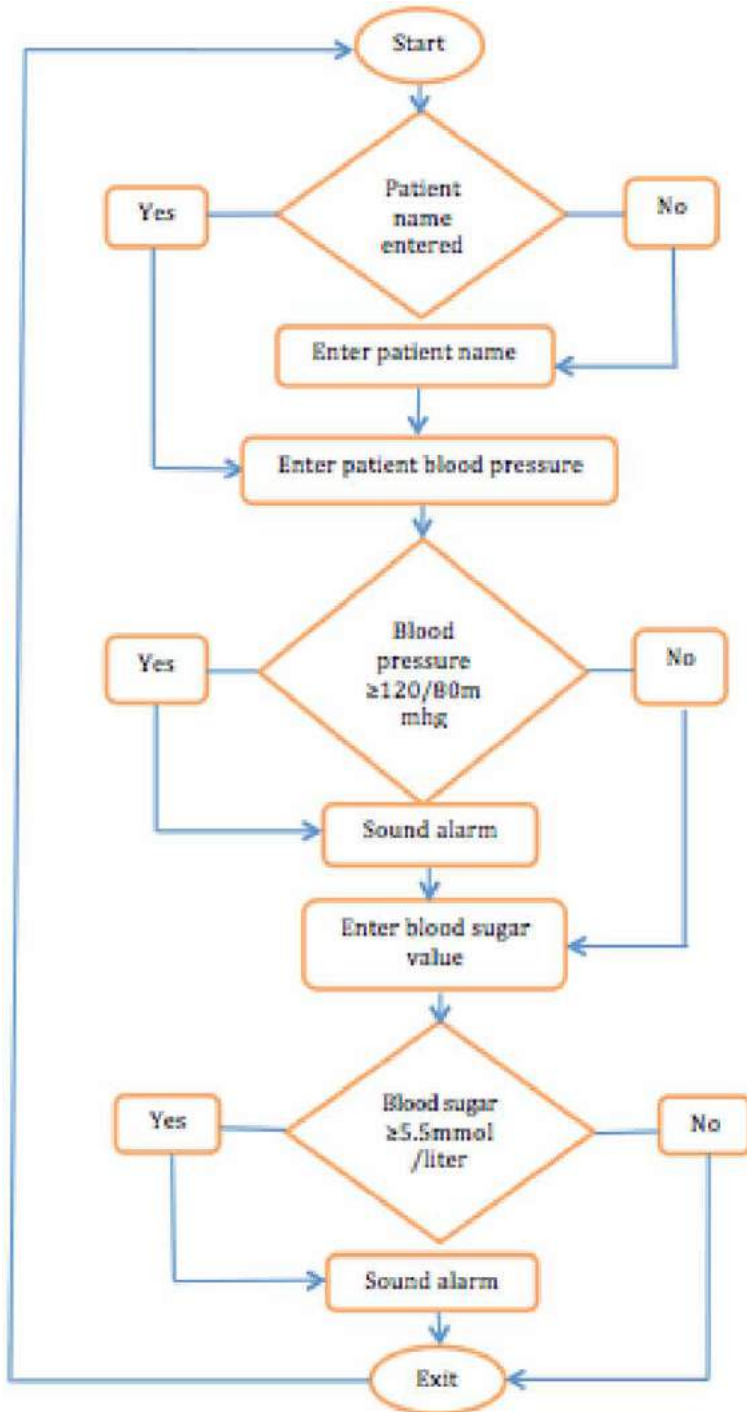 Start
Patient
name
entered
Yes
No
Enter patient name
Enter patient blood pressure
Blood
pressure
≥120/80m
mhg
Yes
No
Sound alarm
Enter blood sugar
value
Blood sugar
≥5.5mmol
/liter
Yes
No
Sound alarm
Exit